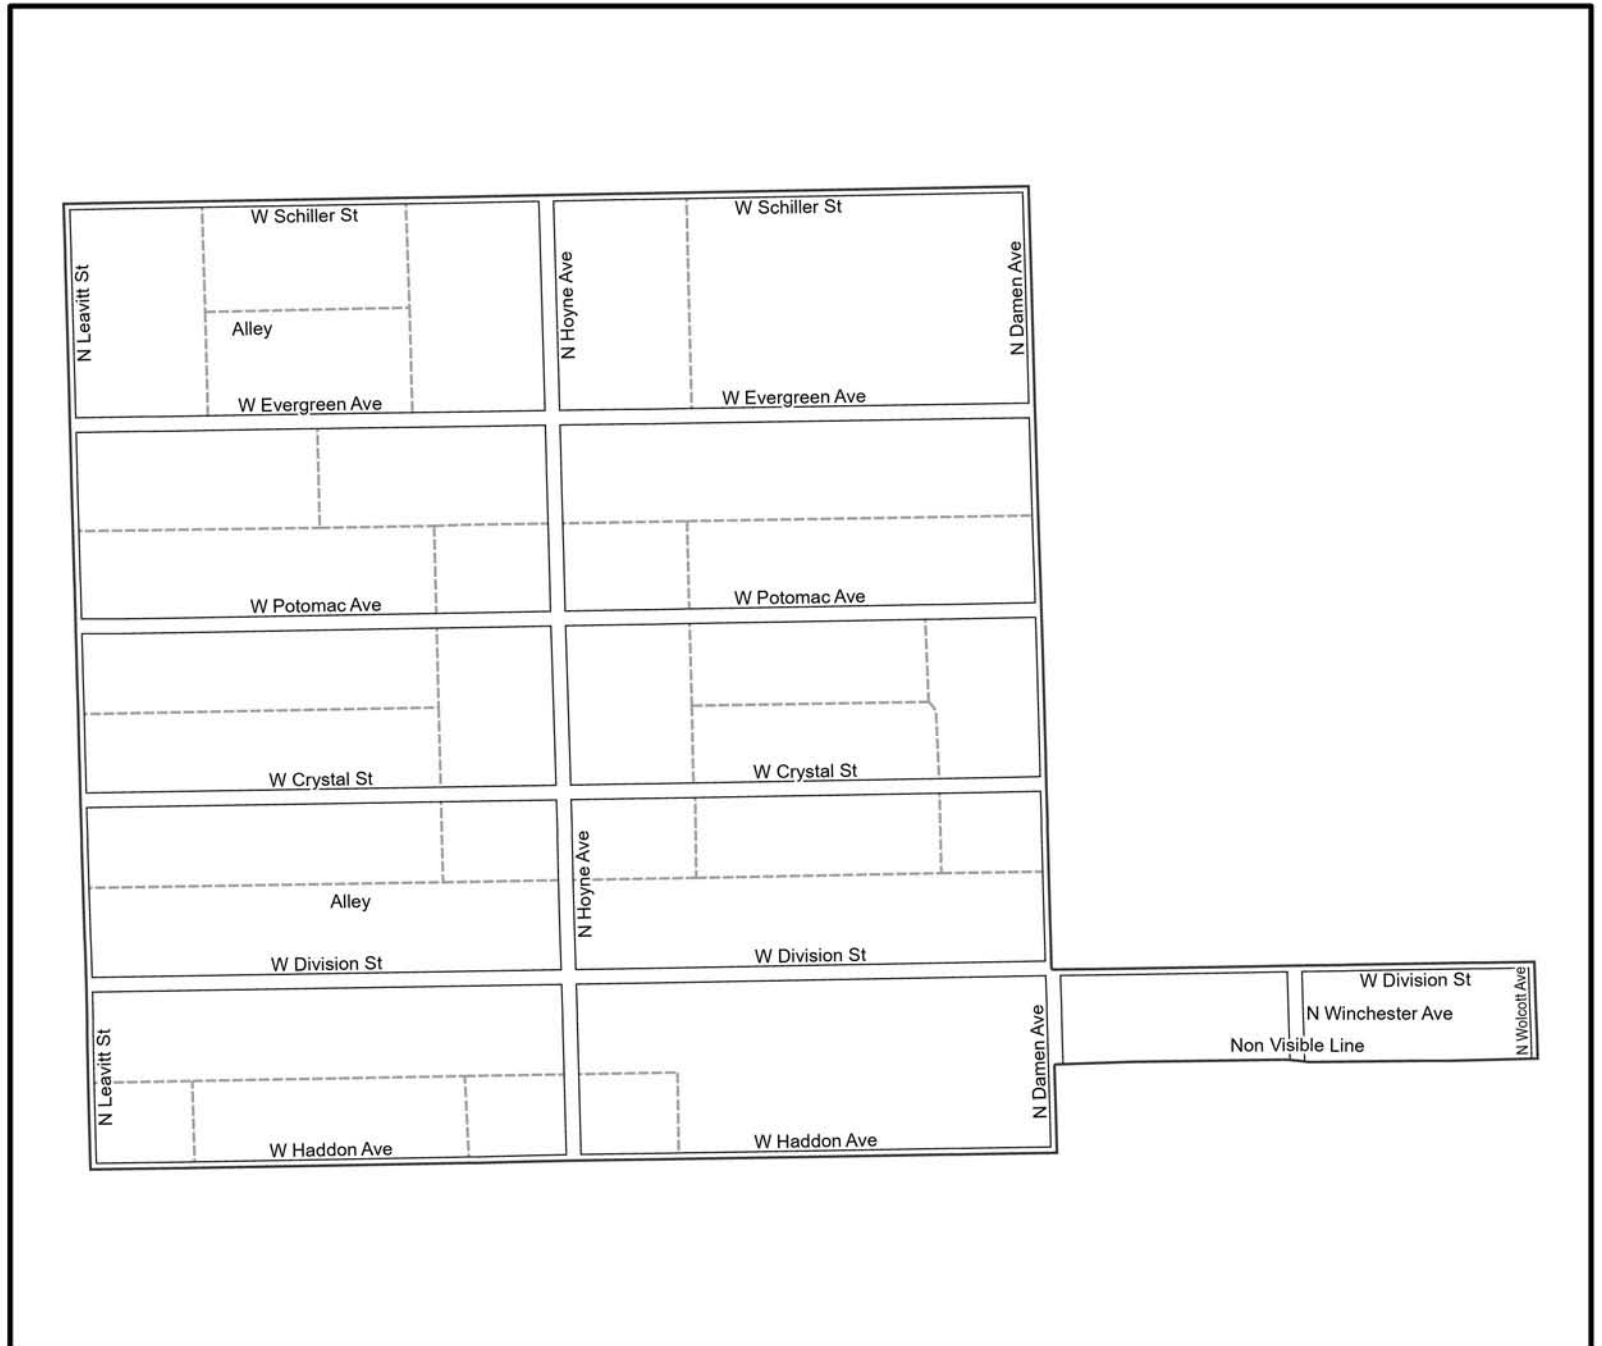 W Schiller St
W Schiller St
N Leavitt St
N Hoyne Ave
N Damen Ave
Alley
W Evergreen Ave
W Evergreen Ave
W Potomac Ave
W Potomac Ave
W Crystal St
W Crystal St
N Hoyne Ave
Alley
W Division St
W Division St
W Division St
N Winchester Ave
N Wolcott Ave
Non Visible Line
N Leavitt St
N Damen Ave
W Haddon Ave
W Haddon Ave